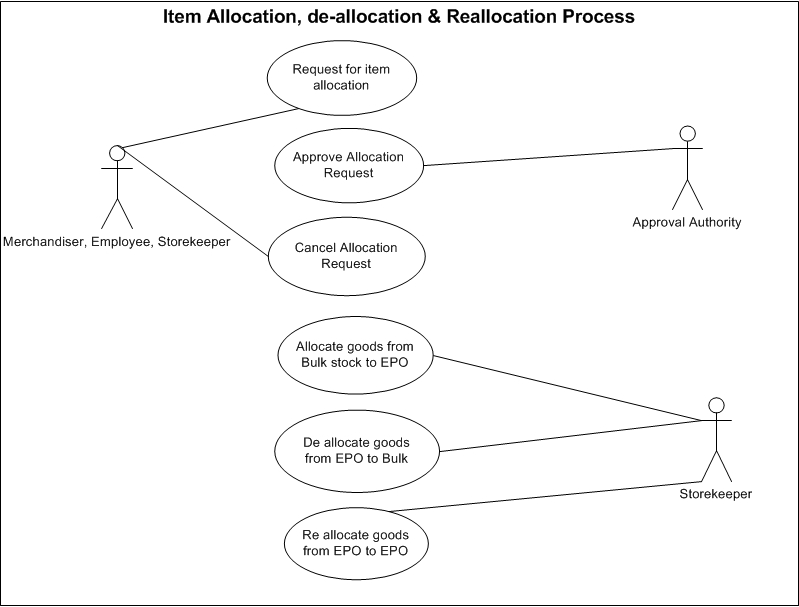 Item Allocation, de-allocation & Reallocation Process
Request for item
allocation
Approve Allocation
Request
Approval Authority
Merchandiser, Employee, Storekeeper
Cancel Allocation
Request
Allocate goods from
Bulk stock to EPO
De allocate goods
from EPO to Bulk
Storekeeper
Re allocate goods
from EPO to EPO